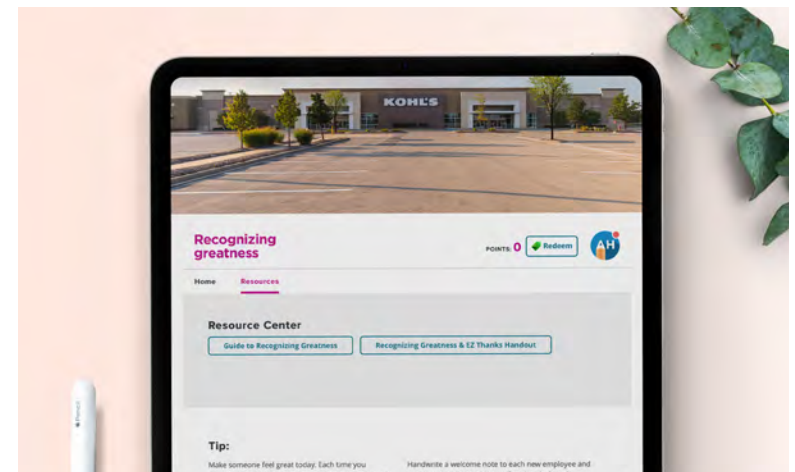 KOHL'S
Recognizing
greatness
POINTS: 0
Redeem
AH
Home Resources
Resource Center
Guide to Recognizing Greatness Recognizing Greatness & EZ Thanks Handout
Tip:
Make someone feel great today. Each time you Handwrite a welcome note to each new employee and
Pencil